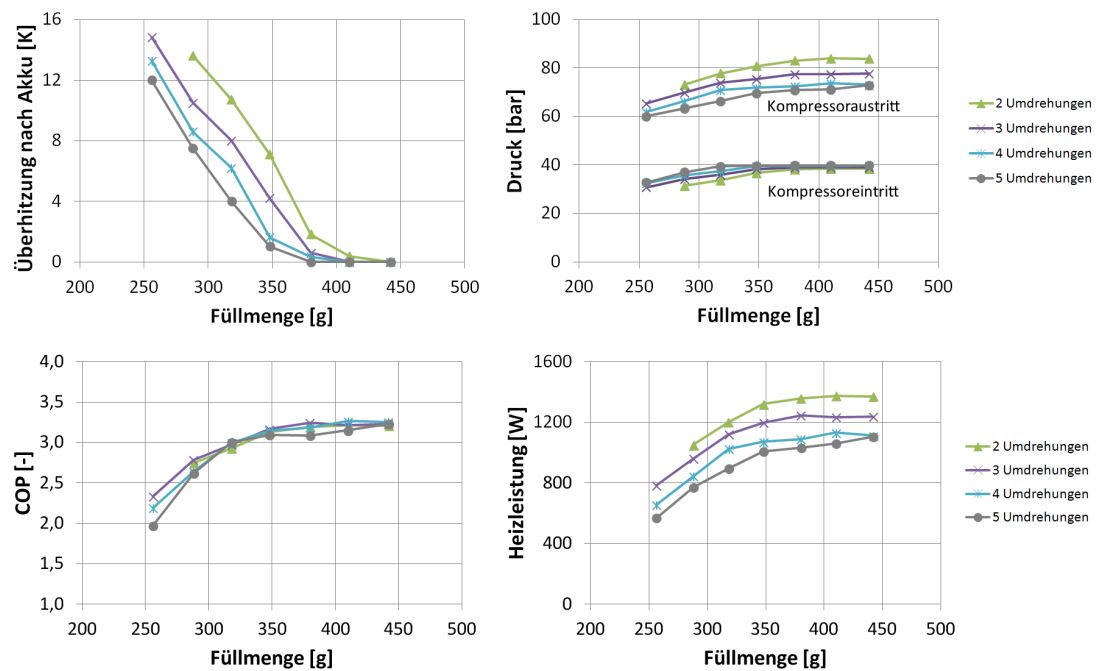 Überhitzung nach Akku [K]
16
12
8
4
0
200 250 300 350 400 450 500
Füllmenge [g]
Druck [bar]
100
80
60
40
20
0
Kompressoraustritt
Kompressoreintritt
200 250 300 350 400 450 500
Füllmenge [g]
2 Umdrehungen
3 Umdrehungen
4 Umdrehungen
5 Umdrehungen
COP [-]
4,0
3,5
3,0
2,5
2,0
1,5
1,0
200 250 300 350 400 450 500
Füllmenge [g]
Heizleistung [W]
1600
1200
800
400
0
200 250 300 350 400 450 500
Füllmenge [g]
2 Umdrehungen
3 Umdrehungen
4 Umdrehungen
5 Umdrehungen